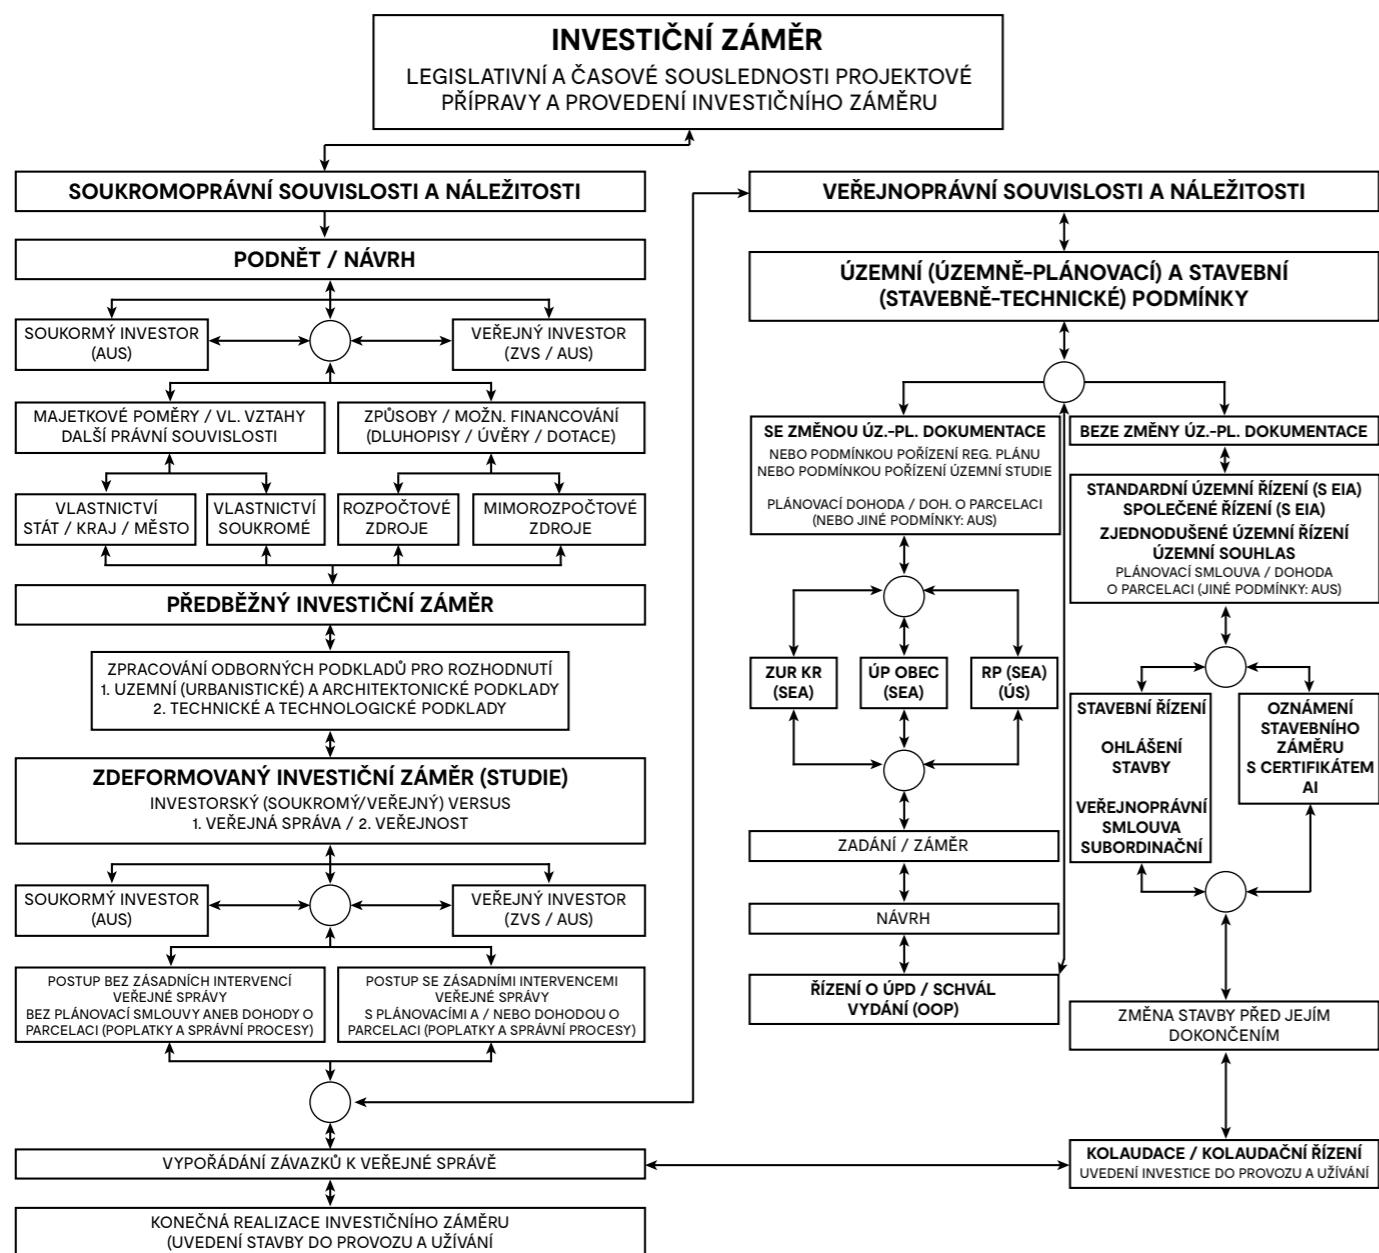 INVESTIČNÍ ZÁMĚR
LEGISLATIVNÍ A ČASOVÉ SOUSLEDNOSTI PROJEKTOVÉ
PŘÍPRAVY A PROVEDENÍ INVESTIČNÍHO ZÁMĚRU
SOUKROMOPRÁVNÍ SOUVISLOSTI A NÁLEŽITOSTI
PODNĚT / NÁVRH
SOUKORMÝ INVESTOR
(AUS)
VEŘEJNÝ INVESTOR
(ZVS / AUS)
MAJETKOVÉ POMĚRY / VL. VZTAHY
DALŠÍ PRÁVNÍ SOUVISLOSTI
ZPŮSOBY / MOŽN. FINANCOVÁNÍ
(DLUHOPISY / ÚVĚRY / DOTACE)
VLASTNICTVÍ
STÁT / KRAJ / MĚSTO
VLASTNICTVÍ
SOUKROMÉ
ROZPOČTOVÉ
ZDROJE
MIMOROZPOČTOVÉ
ZDROJE
PŘEDBĚŽNÝ INVESTIČNÍ ZÁMĚR
ZPRACOVÁNÍ ODBORNÝCH PODKLADŮ PRO ROZHODNUTÍ
1. UZEMNÍ (URBANISTICKÉ) A ARCHITEKTONICKÉ PODKLADY
2. TECHNICKÉ A TECHNOLOGICKÉ PODKLADY
ZDEFORMOVANÝ INVESTIČNÍ ZÁMĚR (STUDIE)
INVESTORSKÝ (SOUKROMÝ/VEŘEJNÝ) VERSUS
1. VEŘEJNÁ SPRÁVA / 2. VEŘEJNOST
SOUKORMÝ INVESTOR
(AUS)
VEŘEJNÝ INVESTOR
(ZVS / AUS)
POSTUP BEZ ZÁSADNÍCH INTERVENCÍ
VEŘEJNÉ SPRÁVY
BEZ PLÁNOVACÍ SMLOUVY ANEB DOHODY O
PARCELACI (POPLATKY A SPRÁVNÍ PROCESY)
POSTUP SE ZÁSADNÍMI INTERVENCEMI
VEŘEJNÉ SPRÁVY
S PLÁNOVACÍMI A / NEBO DOHODOU O
PARCELACI (POPLATKY A SPRÁVNÍ PROCESY)
VYPOŘÁDÁNÍ ZÁVAZKŮ K VEŘEJNÉ SPRÁVĚ
KONEČNÁ REALIZACE INVESTIČNÍHO ZÁMĚRU
(UVEDENÍ STAVBY DO PROVOZU A UŽÍVÁNÍ
VEŘEJNOPRÁVNÍ SOUVISLOSTI A NÁLEŽITOSTI
ÚZEMNÍ (ÚZEMNĚ-PLÁNOVACÍ) A STAVEBNÍ
(STAVEBNĚ-TECHNICKÉ) PODMÍNKY
SE ZMĚNOU ÚZ.-PL. DOKUMENTACE
NEBO PODMÍNKOU POŘÍZENÍ REG. PLÁNU
NEBO PODMÍNKOU POŘÍZENÍ ÚZEMNÍ STUDIE
PLÁNOVACÍ DOHODA / DOH. O PARCELACI
(NEBO JINÉ PODMÍNKY: AUS)
ZUR KR
(SEA)
ÚP OBEC
(SEA)
RP (SEA)
(ÚS)
ZADÁNÍ / ZÁMĚR
NÁVRH
ŘÍZENÍ O ÚPD / SCHVÁL
VYDÁNÍ (OOP)
BEZE ZMĚNY ÚZ.-PL. DOKUMENTACE
STANDARDNÍ ÚZEMNÍ ŘÍZENÍ (S EIA)
SPOLEČENÉ ŘÍZENÍ (S EIA)
ZJEDNODUŠENÉ ÚZEMNÍ ŘÍZENÍ
ÚZEMNÍ SOUHLAS
PLÁNOVACÍ SMLOUVA / DOHODA
O PARCELACI (JINÉ PODMÍNKY: AUS)
STAVEBNÍ ŘÍZENÍ
OHLÁŠENÍ
STAVBY
VEŘEJNOPRÁVNÍ
SMLOUVA
SUBORDINAČNÍ
OZNÁMENÍ
STAVEBNÍHO
ZÁMĚRU
S CERTIFIKÁTEM
AI
ZMĚNA STAVBY PŘED JEJÍM
DOKONČENÍM
KOLAUDACE / KOLAUDAČNÍ ŘÍZENÍ
UVEDENÍ INVESTICE DO PROVOZU A UŽÍVÁNÍ